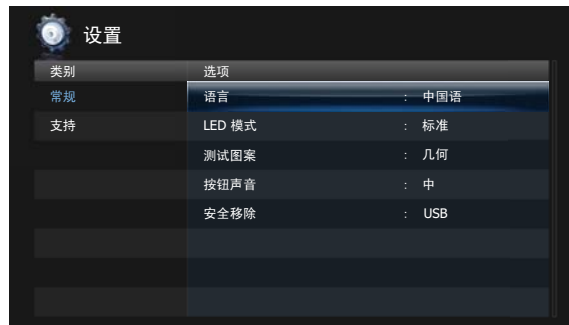 设置
类别 选项
常规 语言 : 中国语
支持 LED 模式 : 标准
测试图案 : 几何
按钮声音 : 中
安全移除 : USB